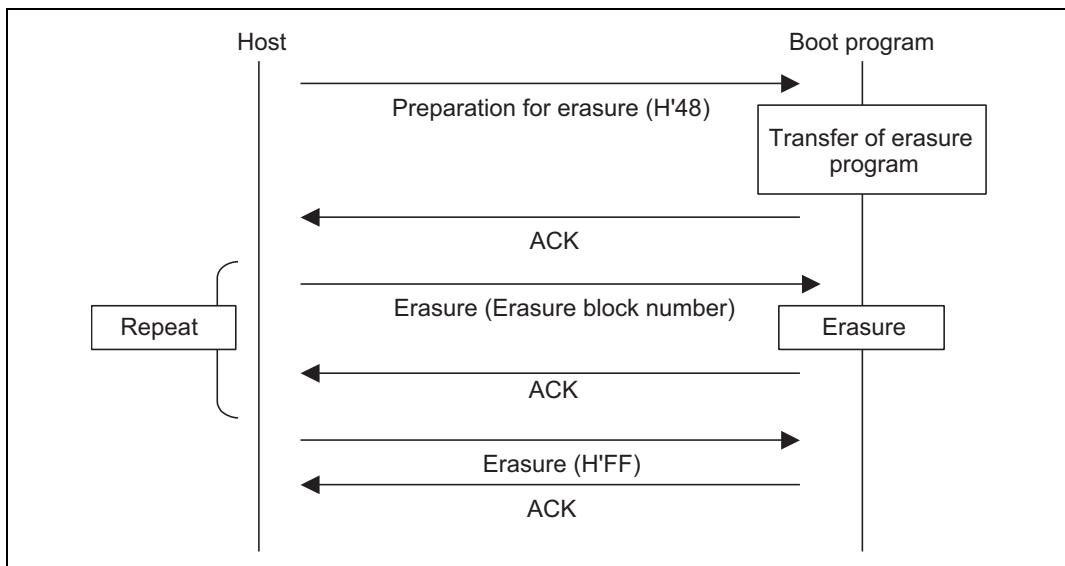 Host
Boot program
Preparation for erasure (H'48)
Transfer of erasure
program
ACK
Erasure (Erasure block number)
Repeat
Erasure
ACK
Erasure (H'FF)
ACK